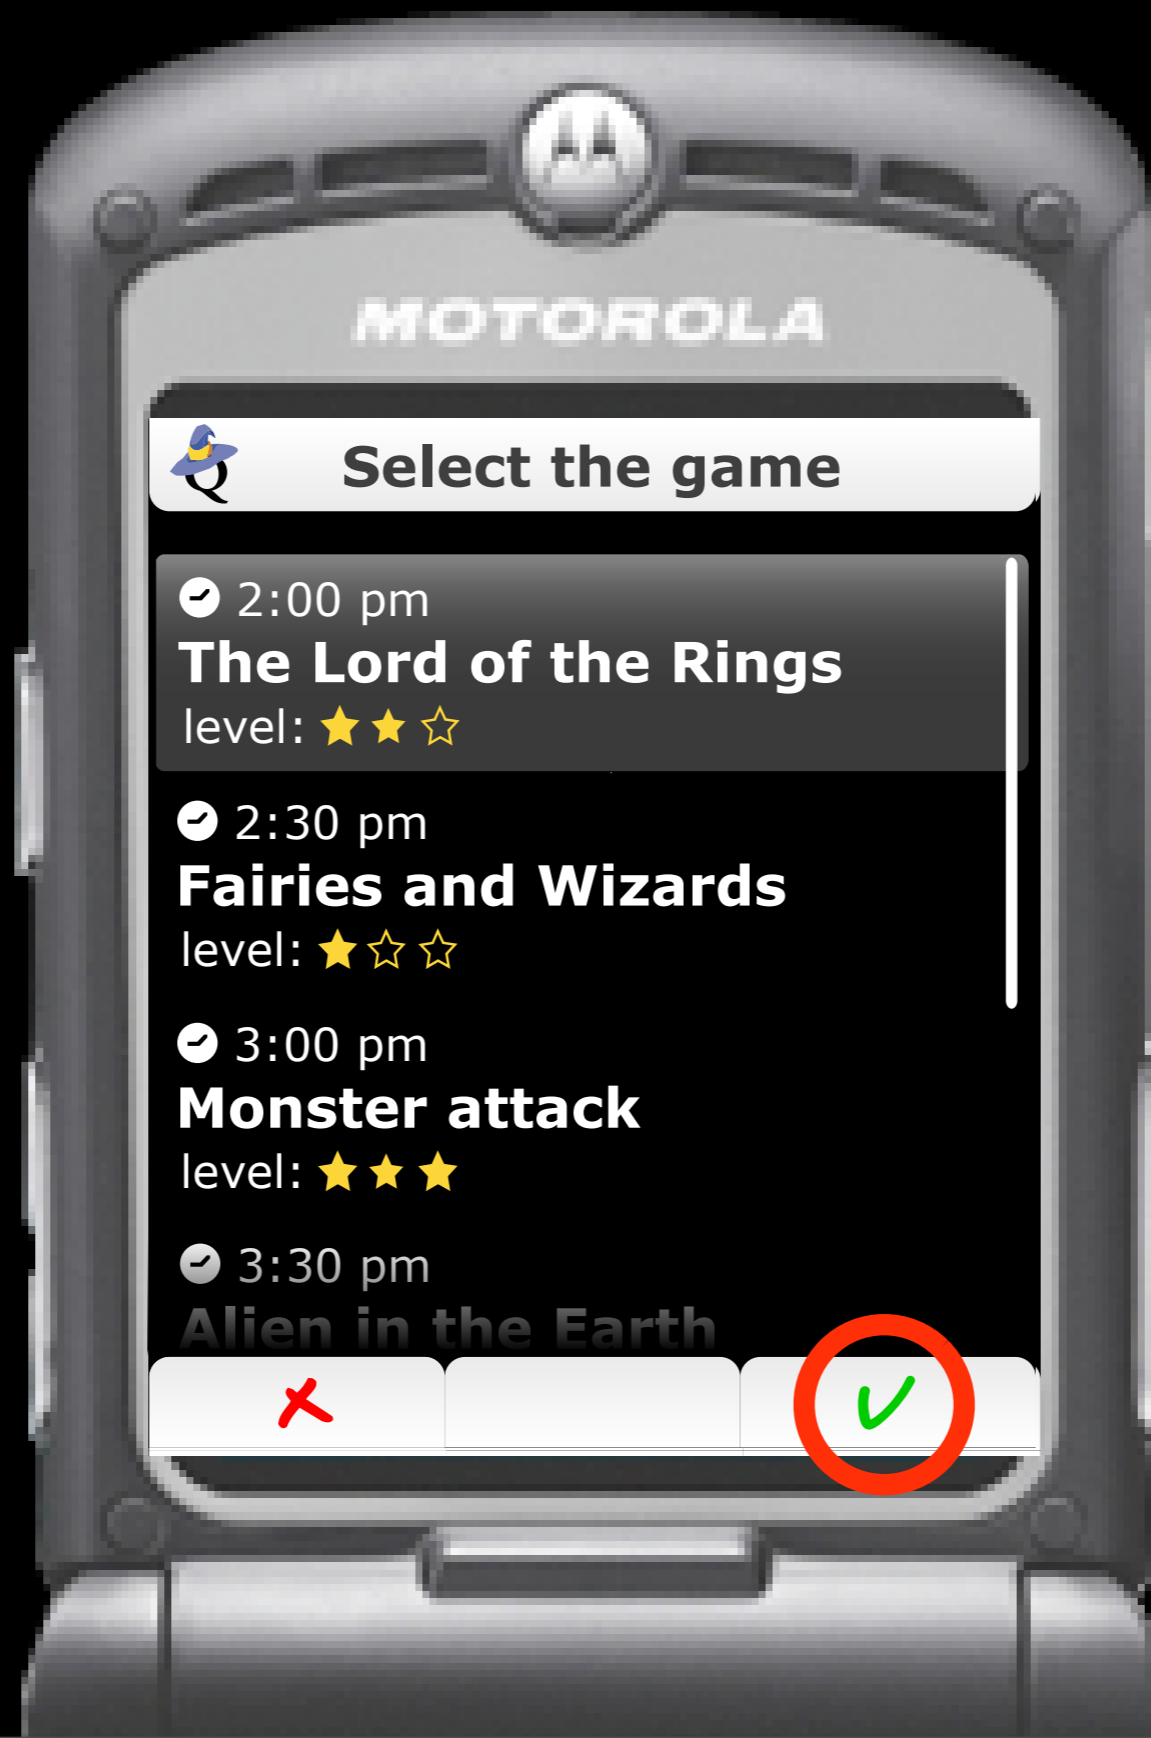 MOTOROLA
Q Select the game
2:00 pm
The Lord of the Rings
level:
2:30 pm
Fairies and Wizards
level:
3:00 pm
Monster attack
level:
3:30 pm
Alien in the Earth